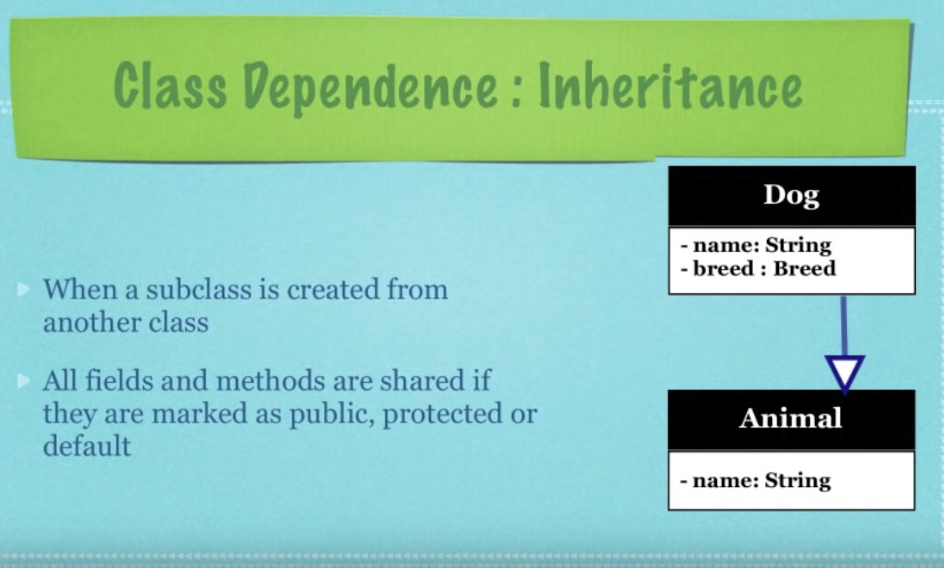 Class Dependence : Inheritance
When a subclass is created from
another class
All fields and methods are shared if
they are marked as public, protected or
default
Dog
- name: String
- breed : Breed
Animal
- name: String